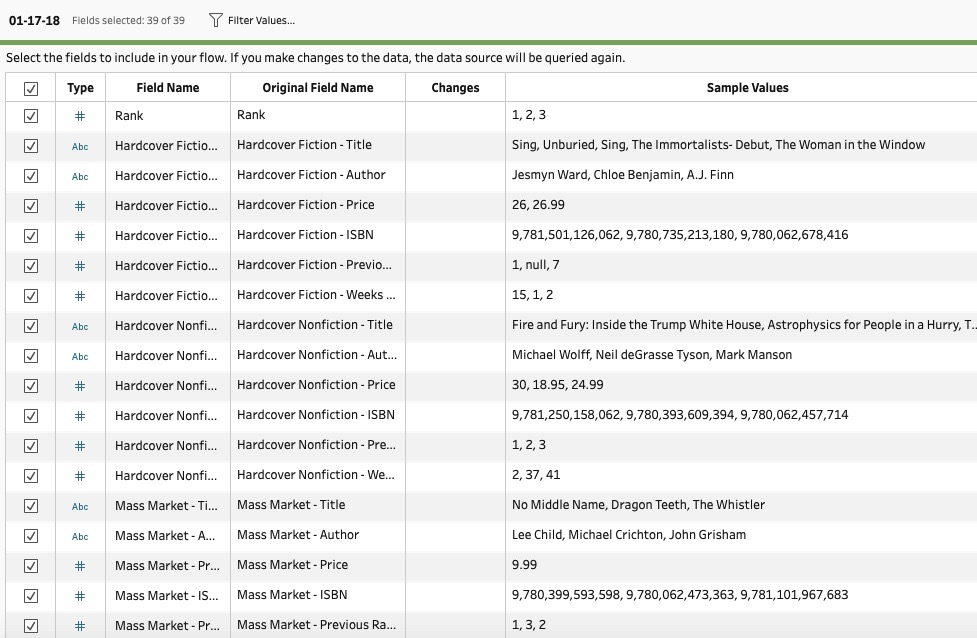 01-17-18 Fields selected: 39 of 39 Filter Values...
Select the fields to include in your flow. If you make changes to the data, the data source will be queried again.
Type Field Name Original Field Name Changes Sample Values
# Rank Rank 1, 2, 3
Abc Hardcover Fictio... Hardcover Fiction - Title Sing, Unburied, Sing, The Immortalists- Debut, The Woman in the Window
Abc Hardcover Fictio... Hardcover Fiction - Author Jesmyn Ward, Chloe Benjamin, A.J. Finn
# Hardcover Fictio... Hardcover Fiction - Price 26, 26.99
# Hardcover Fictio... Hardcover Fiction - ISBN 9,781,501,126,062, 9,780,735,213,180, 9,780,062,678,416
# Hardcover Fictio... Hardcover Fiction - Previo... 1, null, 7
# Hardcover Fictio... Hardcover Fiction - Weeks ... 15, 1, 2
Abc Hardcover Nonfi... Hardcover Nonfiction - Title Fire and Fury: Inside the Trump White House, Astrophysics for People in a Hurry, T...
Abc Hardcover Nonfi... Hardcover Nonfiction - Aut... Michael Wolff, Neil deGrasse Tyson, Mark Manson
# Hardcover Nonfi... Hardcover Nonfiction - Price 30, 18.95, 24.99
# Hardcover Nonfi... Hardcover Nonfiction - ISBN 9,781,250,158,062, 9,780,393,609,394, 9,780,062,457,714
# Hardcover Nonfi... Hardcover Nonfiction - Pre... 1, 2, 3
# Hardcover Nonfi... Hardcover Nonfiction - We... 2, 37, 41
Abc Mass Market - Ti... Mass Market - Title No Middle Name, Dragon Teeth, The Whistler
Abc Mass Market - A... Mass Market - Author Lee Child, Michael Crichton, John Grisham
# Mass Market - Pr... Mass Market - Price 9.99
# Mass Market - IS... Mass Market - ISBN 9,780,399,593,598, 9,780,062,473,363, 9,781,101,967,683
# Mass Market - Pr... Mass Market - Previous Ra... 1, 3, 2